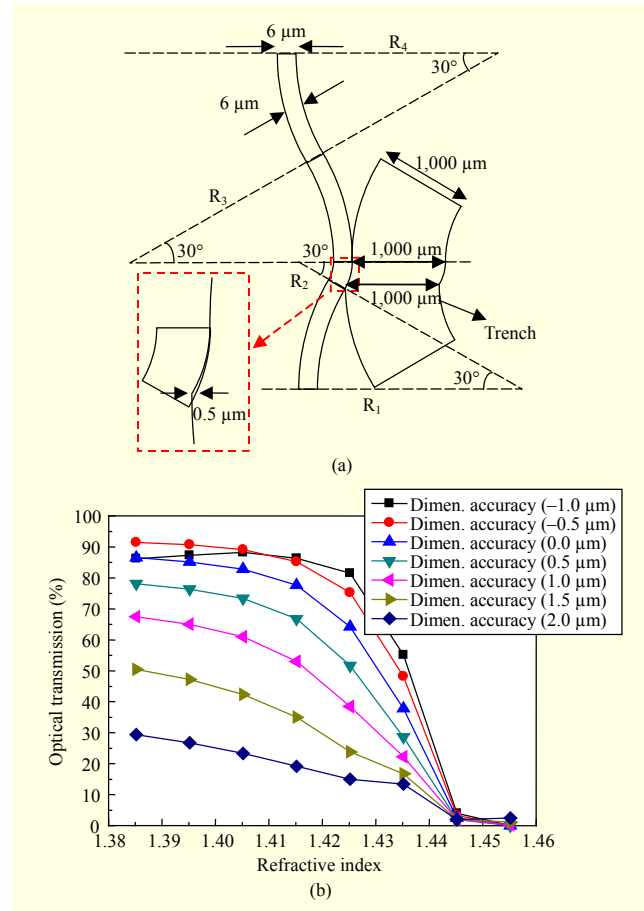 6 µm
R4
30°
6 µm
1,000 µm
R3
30°
30°
1,000 µm
R2
1,000 µm
Trench
0.5 µm
30°
R1
(a)
Dimen. accuracy (–1.0 µm)
Dimen. accuracy (–0.5 µm)
Dimen. accuracy (0.0 µm)
Dimen. accuracy (0.5 µm)
Dimen. accuracy (1.0 µm)
Dimen. accuracy (1.5 µm)
Dimen. accuracy (2.0 µm)
Optical transmission (%)
100
90
80
70
60
50
40
30
20
10
0
1.38 1.39 1.40 1.41 1.42 1.43 1.44 1.45 1.46
Refractive index
(b)